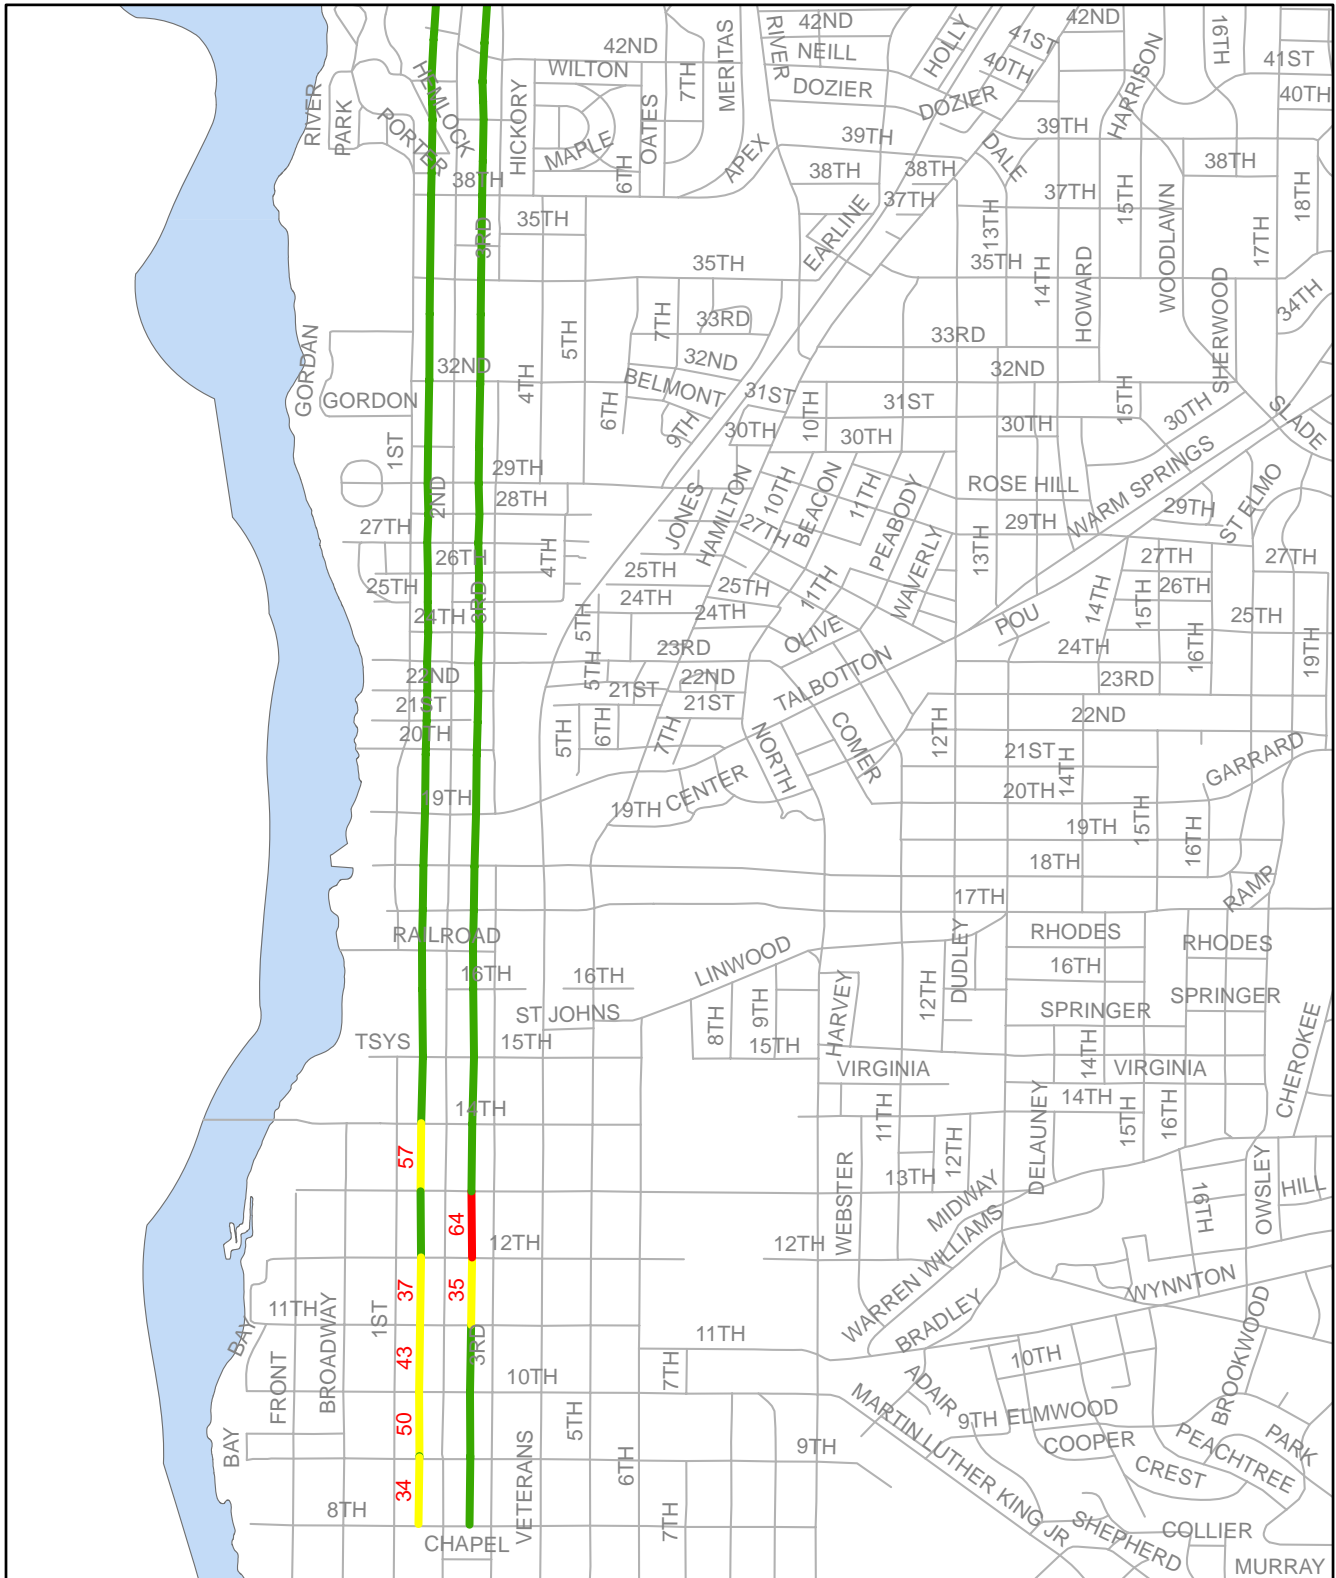 42ND
42ND
16TH
HOLLY
RIVER
MERITAS
41ST
HARRISON
42ND
NEILL
41ST
WILTON
7TH
40TH
HEMLOCK
DOZIER
DOZIER
40TH
RIVER
PARK
PORTER
HICKORY
OATES
39TH
39TH
MAPLE
APEX
DALE
38TH
38TH
38TH
38TH
6TH
37TH
37TH
15TH
WOODLAWN
18TH
35TH
13TH
3RD
EARLINE
17TH
35TH
35TH
14TH
HOWARD
SHERWOOD
34TH
7TH
33RD
33RD
5TH
GORDAN
32ND
32ND
32ND
4TH
BELMONT
31ST
31ST
15TH
30TH
SLADE
GORDON
6TH
9TH
30TH
10TH
30TH
30TH
1ST
29TH
WARM SPRINGS
ROSE HILL
28TH
JONES
HAMILTON
10TH
BEACON
11TH
PEABODY
ST ELMO
2ND
29TH
29TH
27TH
27TH
4TH
WAVERLY
13TH
26TH
27TH
27TH
25TH
25TH
25TH
11TH
14TH
15TH
26TH
24TH
3RD
5TH
24TH
24TH
OLIVE
POU
25TH
23RD
24TH
16TH
19TH
22ND
5TH
22ND
TALBOTTON
23RD
21ST
21ST
21ST
22ND
20TH
5TH
6TH
7TH
NORTH
COMER
12TH
21ST
14TH
GARRARD
19TH
19TH
CENTER
20TH
15TH
19TH
16TH
18TH
RAMP
17TH
RAILROAD
RHODES
RHODES
16TH
16TH
LINWOOD
DUDLEY
16TH
ST JOHNS
8TH
9TH
HARVEY
12TH
SPRINGER
SPRINGER
TSYS
15TH
15TH
CHEROKEE
VIRGINIA
14TH
VIRGINIA
14TH
11TH
14TH
15TH
16TH
57
DELAUNEY
12TH
13TH
WEBSTER
MIDWAY
OWSLEY
HILL
16TH
64
12TH
12TH
WARREN WILLIAMS
37
35
WYNNTON
11TH
BROADWAY
1ST
BAY
11TH
BRADLEY
3RD
43
10TH
BROOKWOOD
FRONT
10TH
7TH
ADAIR
50
5TH
9TH
ELMWOOD
BAY
9TH
MARTIN LUTHER KING JR
COOPER
PEACHTREE
PARK
VETERANS
6TH
CREST
34
8TH
7TH
SHEPHERD
COLLIER
CHAPEL
MURRAY